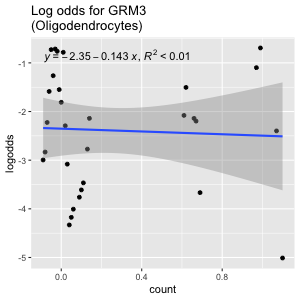 Log odds for GRM3
(Oligodendrocytes)
y = −2.35 − 0.143 x, R² < 0.01
-1
-2
-3
-4
-5
logodds
0.0 0.4 0.8
count